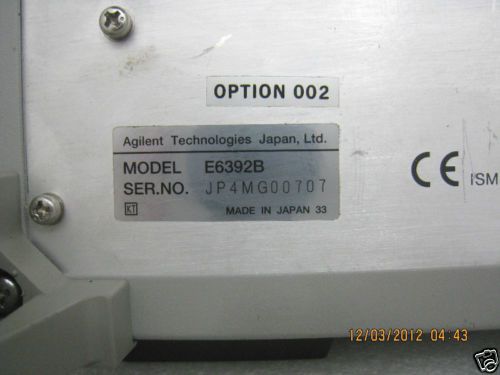 OPTION 002
Agilent Technologies Japan, Ltd.
MODEL E6392B
SER.NO. JP4MG00707
KT MADE IN JAPAN 33
CE ISM
12/03/2012 04:43